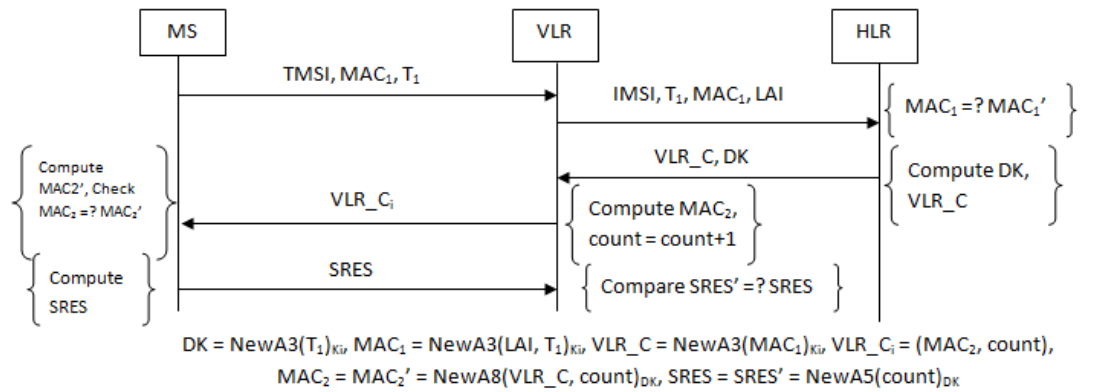 MS
VLR
HLR
TMSI, MAC₁, T₁
IMSI, T₁, MAC₁, LAI
MAC₁ =? MAC₁′
VLR_C, DK
Compute DK,
VLR_C
Compute
MAC2′, Check
MAC₂ =? MAC₂′
VLR_Cᵢ
Compute MAC₂,
count = count+1
Compute
SRES
SRES
Compare SRES′ =? SRES
DK = NewA3(T₁)Kᵢ, MAC₁ = NewA3(LAI, T₁)Kᵢ, VLR_C = NewA3(MAC₁)Kᵢ, VLR_Cᵢ = (MAC₂, count),
MAC₂ = MAC₂′ = NewA8(VLR_C, count)DK, SRES = SRES′ = NewA5(count)DK